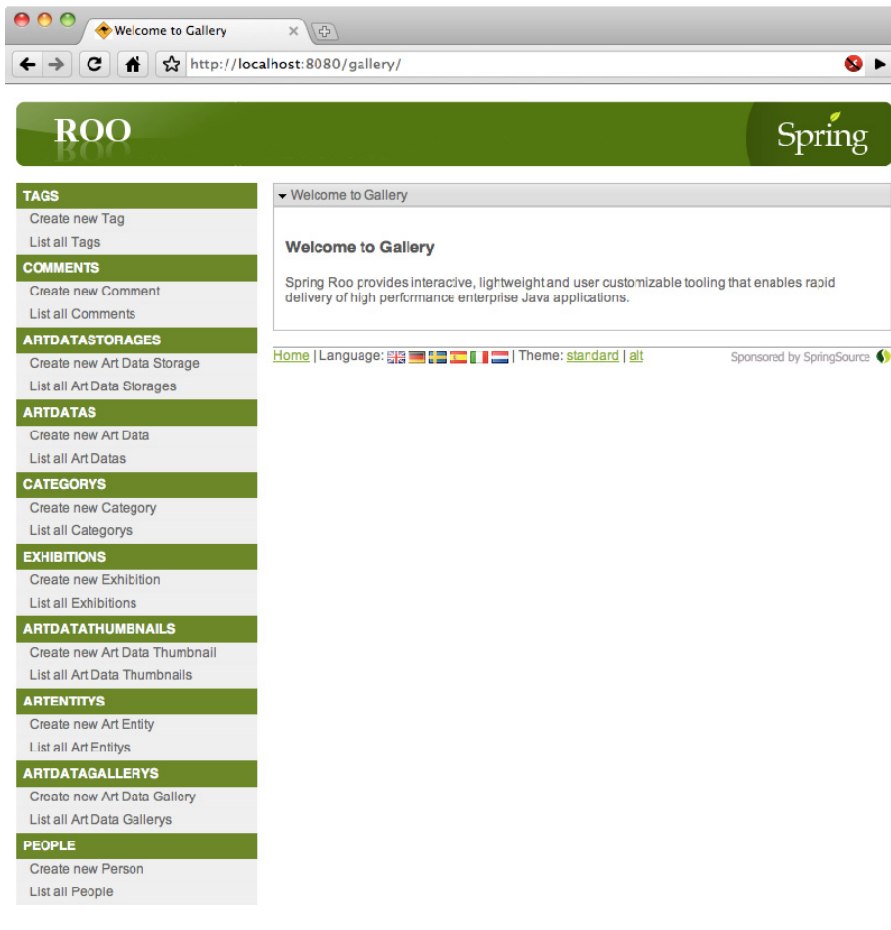 Welcome to Gallery
http://localhost:8080/gallery/
ROO
Spring
TAGS
Create new Tag
List all Tags
COMMENTS
Create new Comment
List all Comments
ARTDATASTORAGES
Create new Art Data Storage
List all Art Data Storages
ARTDATAS
Create new Art Data
List all Art Datas
CATEGORYS
Create new Category
List all Categorys
EXHIBITIONS
Create new Exhibition
List all Exhibitions
ARTDATATHUMBNAILS
Create new Art Data Thumbnail
List all Art Data Thumbnails
ARTENTITYS
Create new Art Entity
List all Art Entitys
ARTDATAGALLERYS
Create new Art Data Gallery
List all Art Data Gallerys
PEOPLE
Create new Person
List all People
Welcome to Gallery
Welcome to Gallery
Spring Roo provides interactive, lightweight and user customizable tooling that enables rapid
delivery of high performance enterprise Java applications.
Home | Language: | Theme: standard | alt
Sponsored by SpringSource